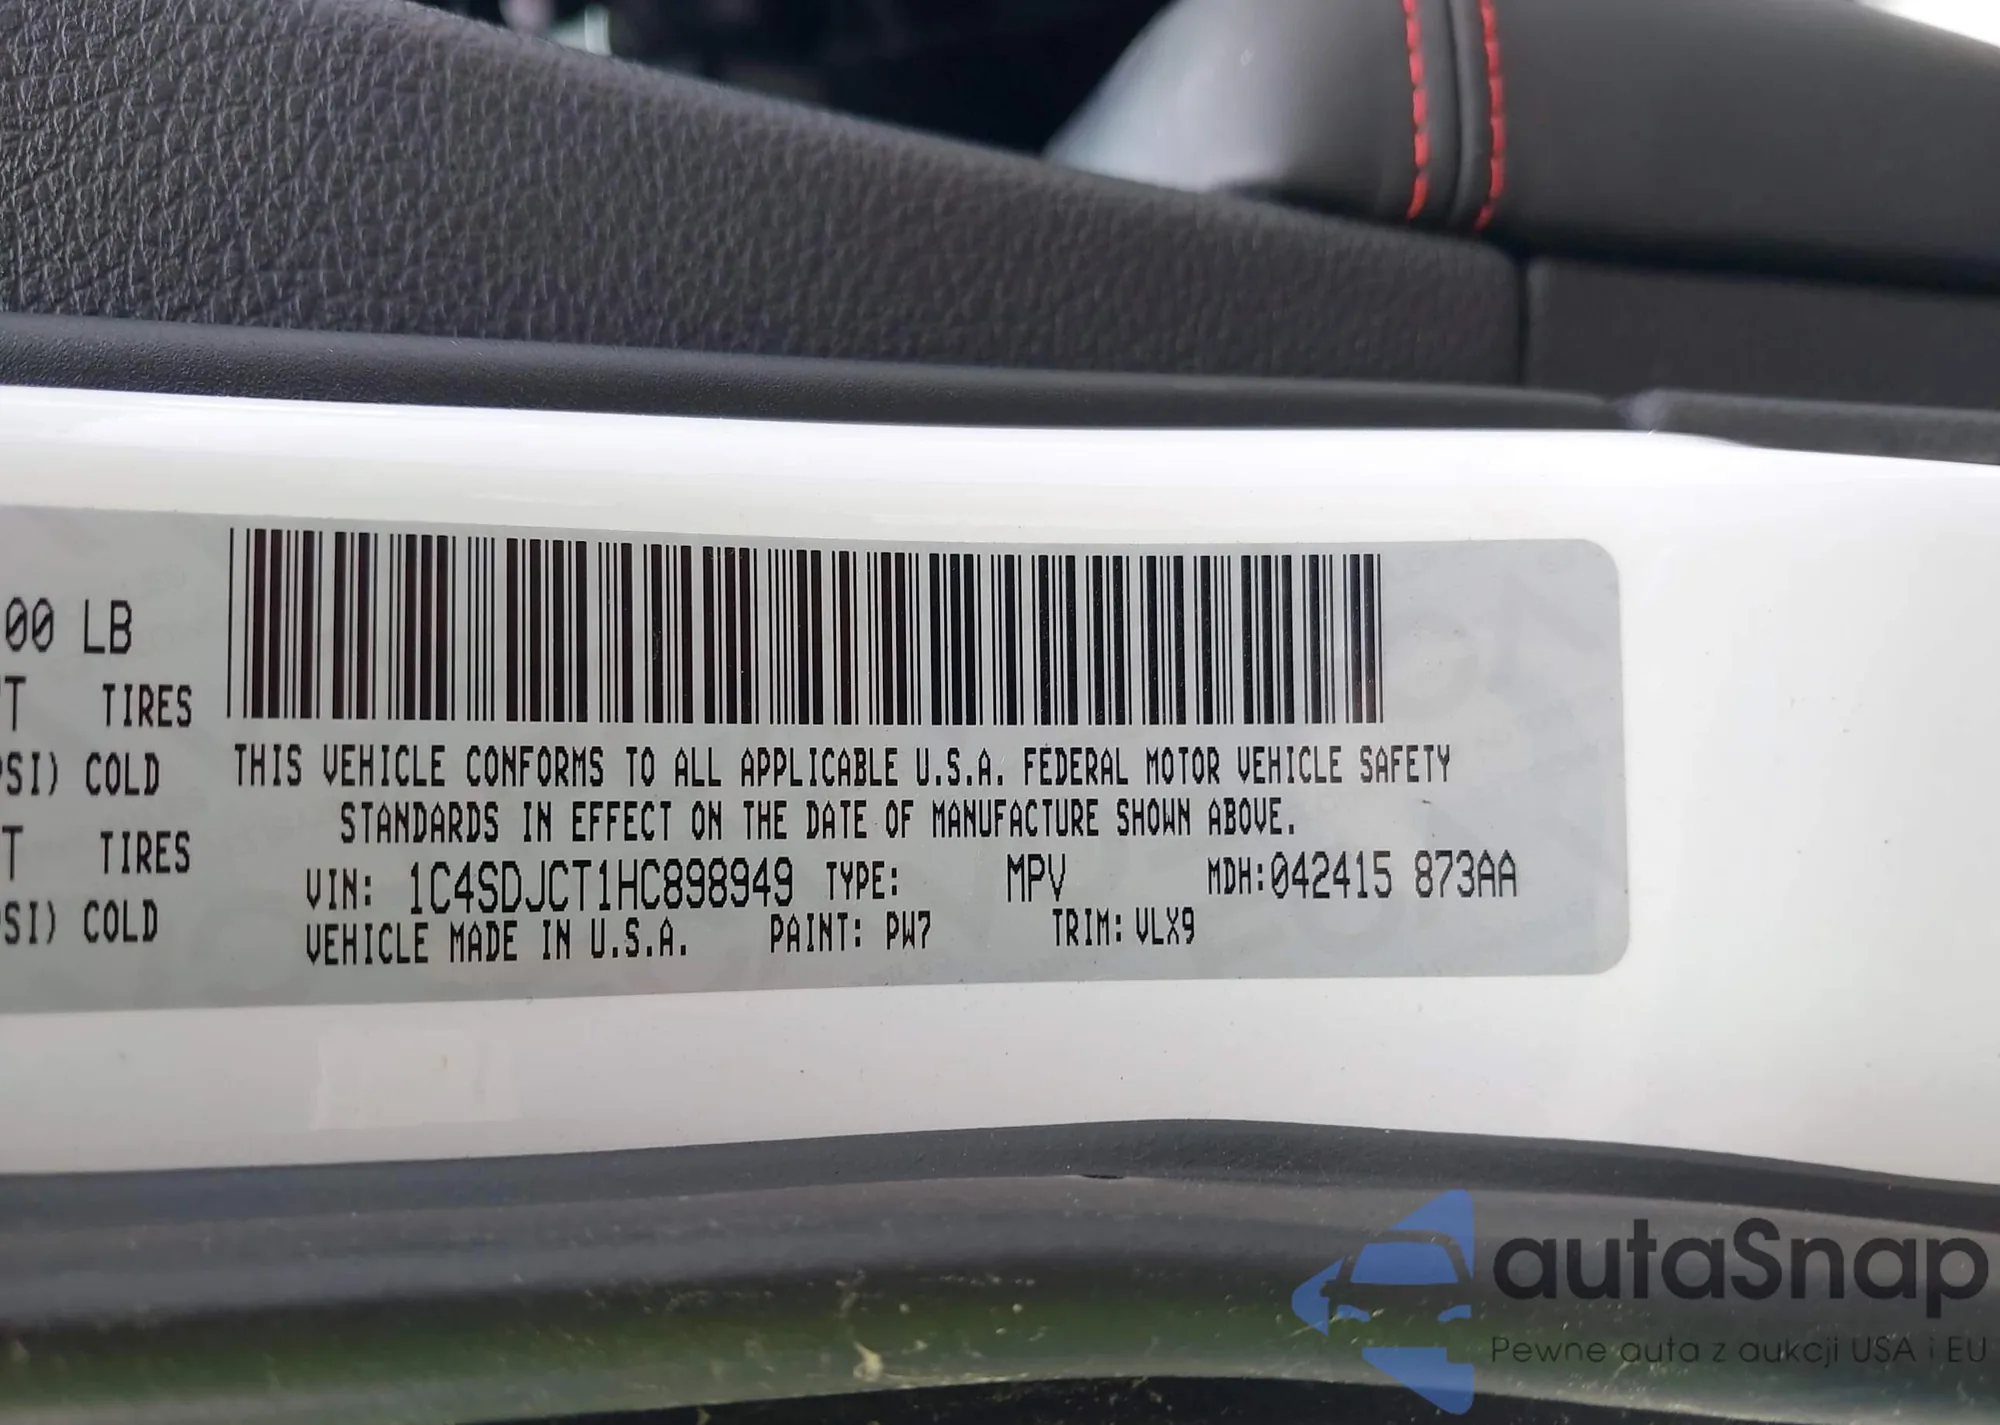 00 LB
TIRES
SI) COLD
TIRES
SI) COLD
THIS VEHICLE CONFORMS TO ALL APPLICABLE U.S.A. FEDERAL MOTOR VEHICLE SAFETY
STANDARDS IN EFFECT ON THE DATE OF MANUFACTURE SHOWN ABOVE.
VIN: 1C4SDJCT1HC898949 TYPE: MPV MDH:042415 873AA
VEHICLE MADE IN U.S.A. PAINT: PW7 TRIM: VLX9
autaSnap
Pewne auta z aukcji USA i EU